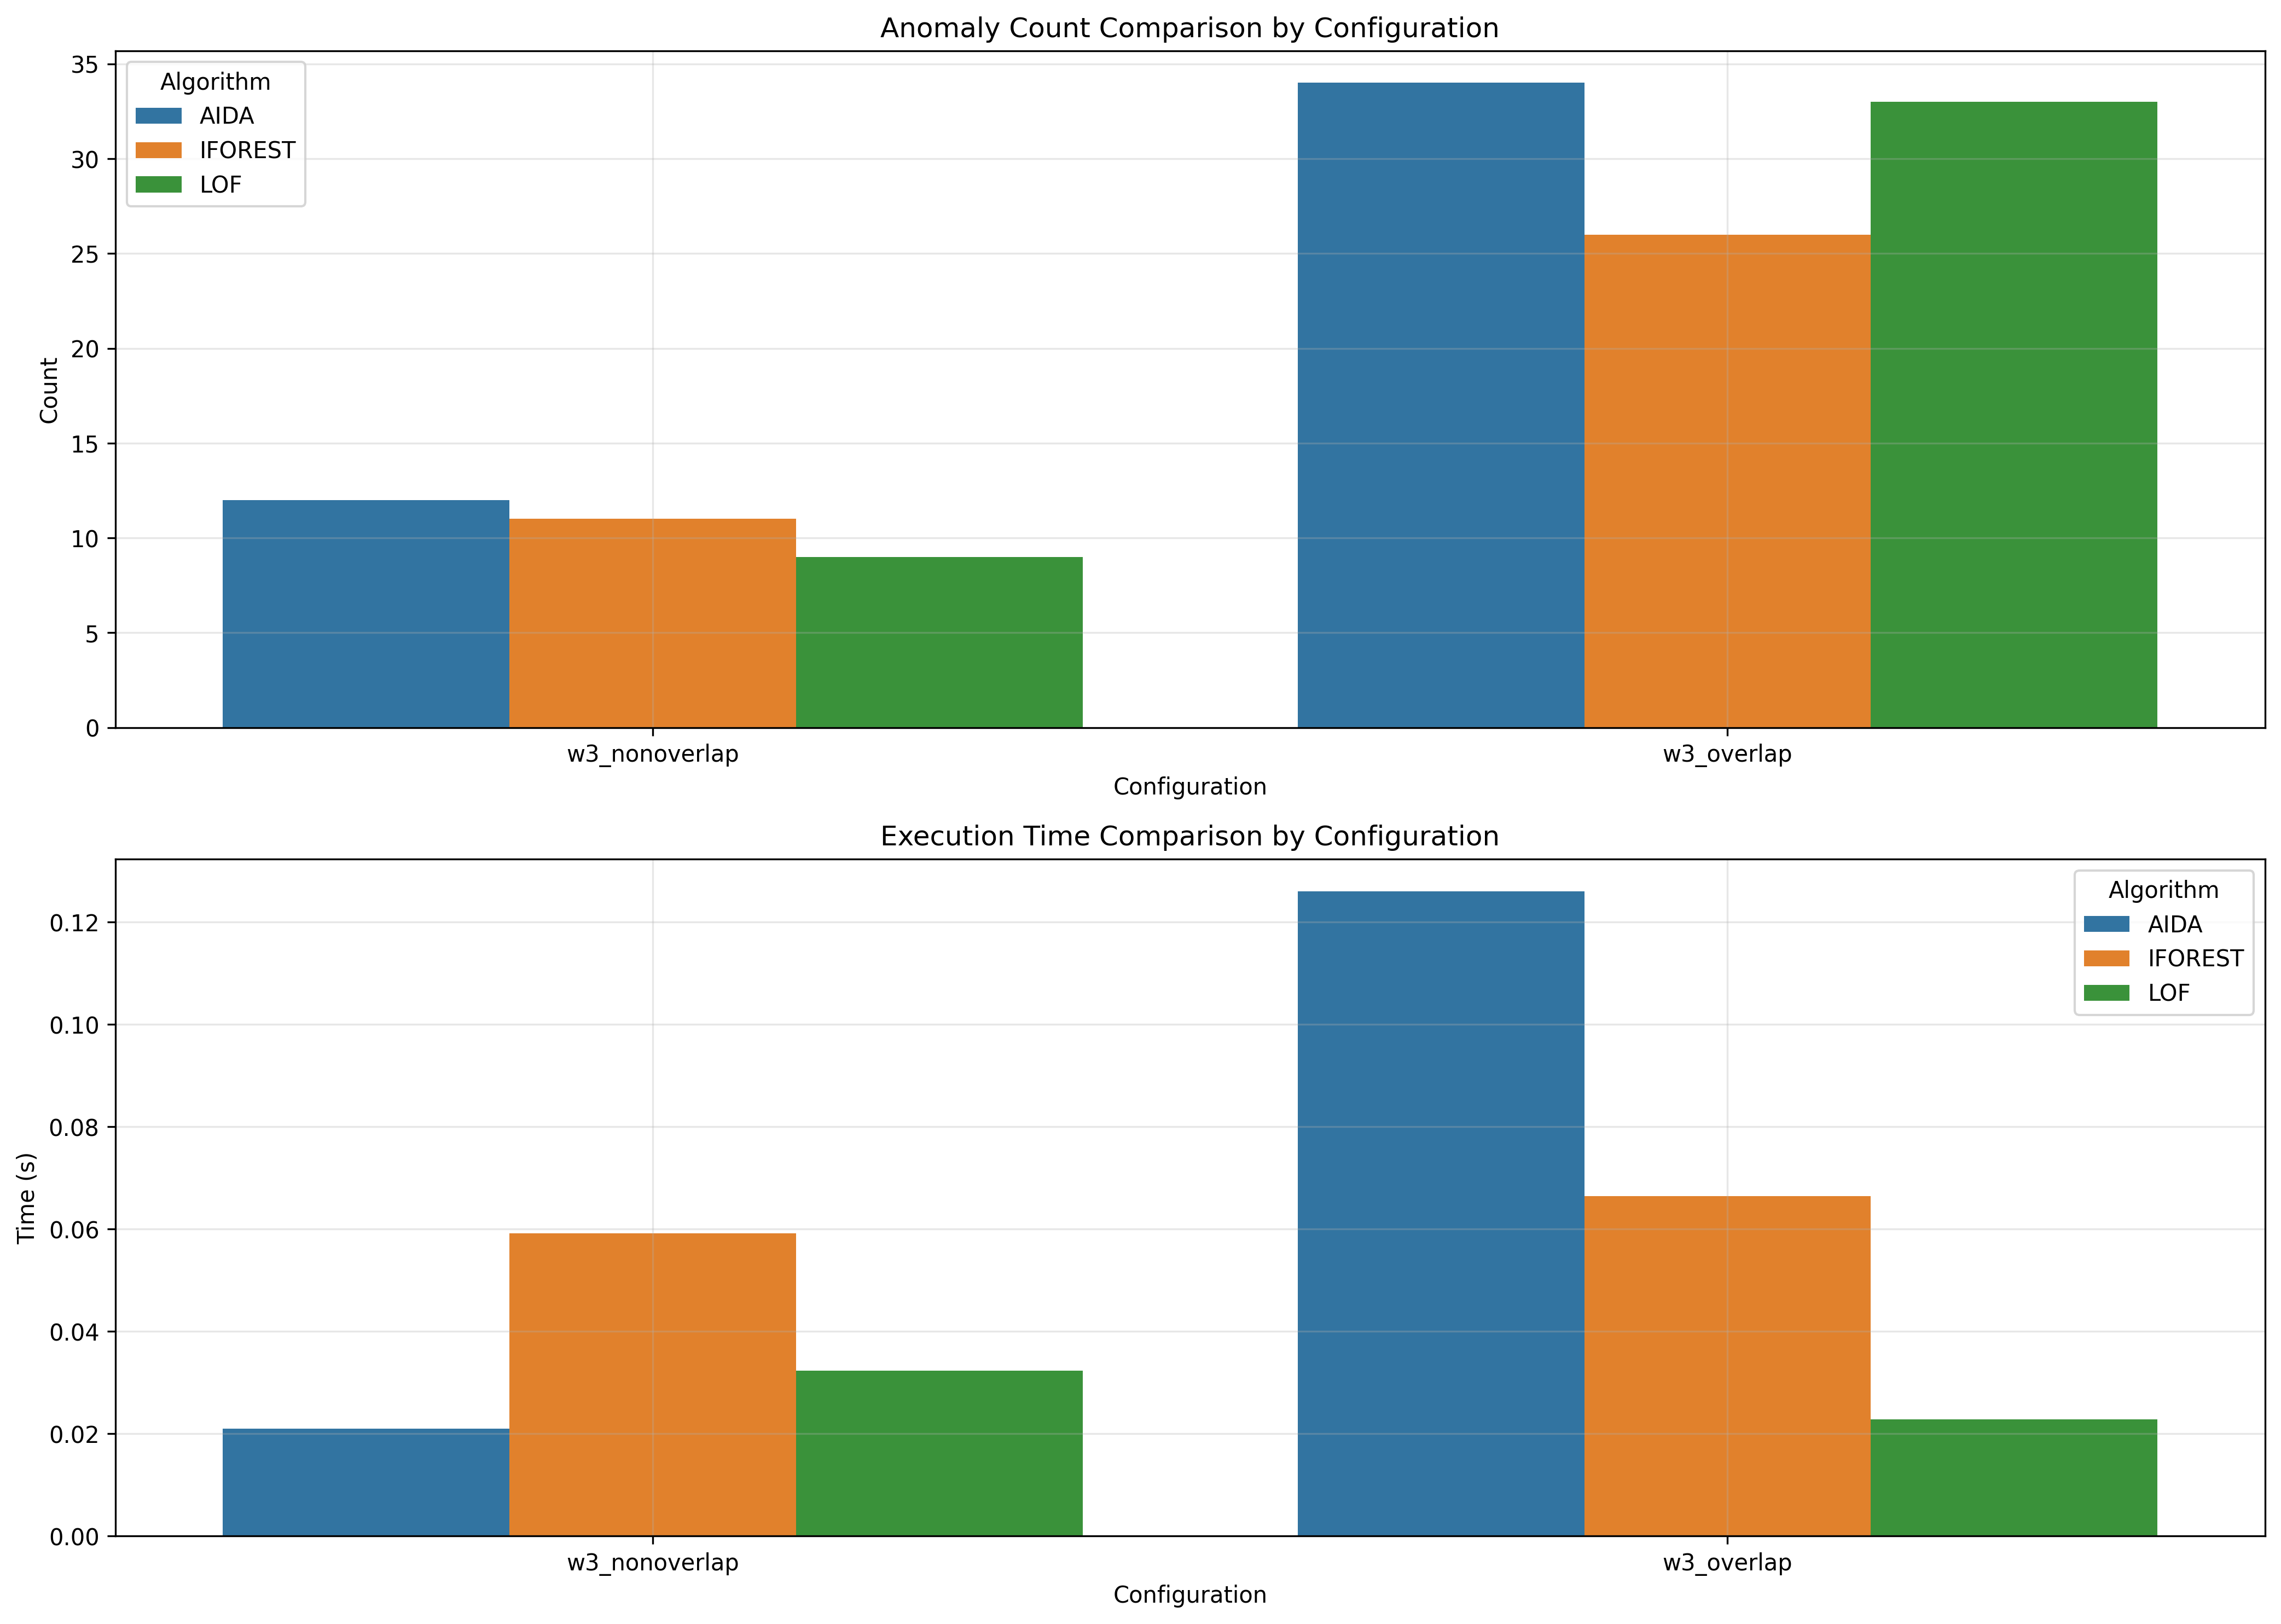 Anomaly Count Comparison by Configuration
35
30
25
20
15
10
5
0
Count
Algorithm
AIDA
IFOREST
LOF
w3_nonoverlap
w3_overlap
Configuration
Execution Time Comparison by Configuration
0.12
0.10
0.08
0.06
0.04
0.02
0.00
Time (s)
Algorithm
AIDA
IFOREST
LOF
w3_nonoverlap
w3_overlap
Configuration